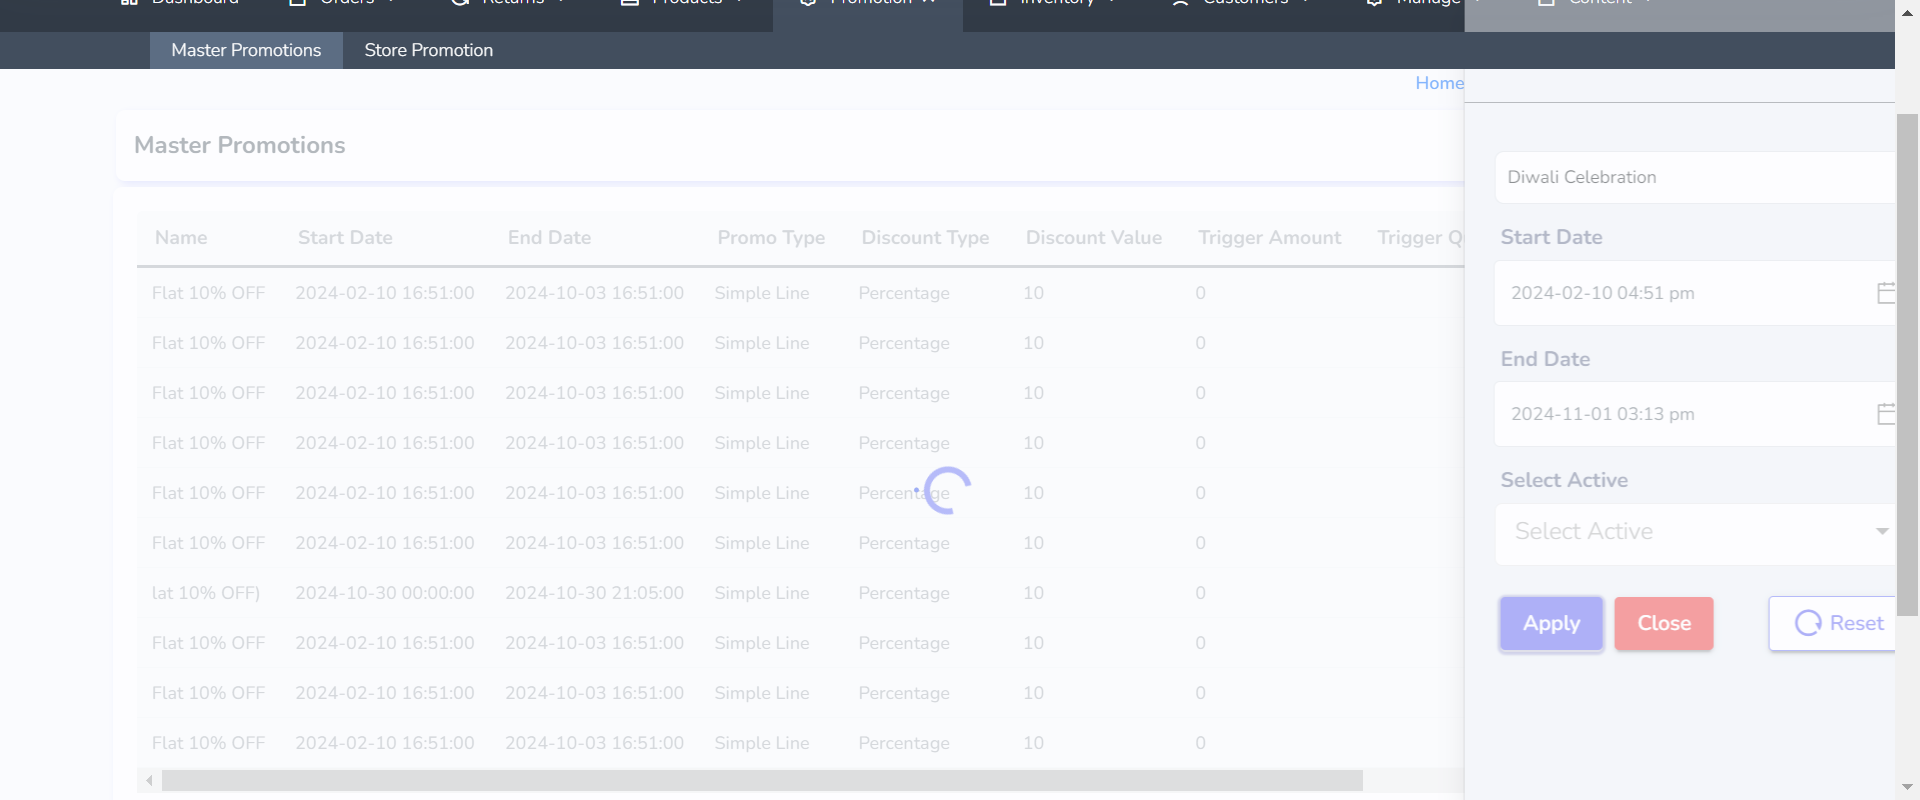 Dashboard Orders Returns Products Promotion Inventory Customers Manage Content
Master Promotions Store Promotion
Home
Master Promotions
Name Start Date End Date Promo Type Discount Type Discount Value Trigger Amount Trigger
Flat 10% OFF 2024-02-10 16:51:00 2024-10-03 16:51:00 Simple Line Percentage 10 0
Flat 10% OFF 2024-02-10 16:51:00 2024-10-03 16:51:00 Simple Line Percentage 10 0
Flat 10% OFF 2024-02-10 16:51:00 2024-10-03 16:51:00 Simple Line Percentage 10 0
Flat 10% OFF 2024-02-10 16:51:00 2024-10-03 16:51:00 Simple Line Percentage 10 0
Flat 10% OFF 2024-02-10 16:51:00 2024-10-03 16:51:00 Simple Line Percentage 10 0
Flat 10% OFF 2024-02-10 16:51:00 2024-10-03 16:51:00 Simple Line Percentage 10 0
lat 10% OFF) 2024-10-30 00:00:00 2024-10-30 21:05:00 Simple Line Percentage 10 0
Flat 10% OFF 2024-02-10 16:51:00 2024-10-03 16:51:00 Simple Line Percentage 10 0
Flat 10% OFF 2024-02-10 16:51:00 2024-10-03 16:51:00 Simple Line Percentage 10 0
Flat 10% OFF 2024-02-10 16:51:00 2024-10-03 16:51:00 Simple Line Percentage 10 0
Diwali Celebration
Start Date
2024-02-10 04:51 pm
End Date
2024-11-01 03:13 pm
Select Active
Select Active
Apply Close Reset